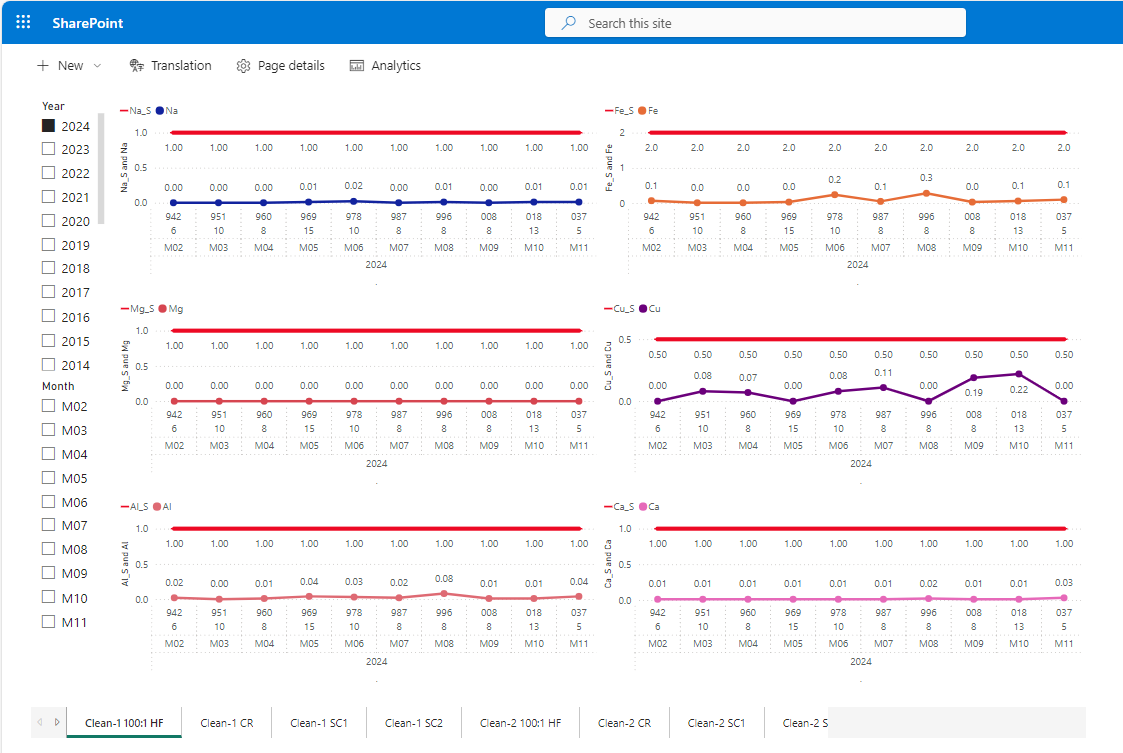 SharePoint
Search this site
New
Translation
Page details
Analytics
Year
2024
2023
2022
2021
2020
2019
2018
2017
2016
2015
2014
Month
M02
M03
M04
M05
M06
M07
M08
M09
M10
M11
Na_S Na
Na_S and Na
1.0
1.00 1.00 1.00 1.00 1.00 1.00 1.00 1.00 1.00 1.00
0.5
0.00 0.00 0.00 0.01 0.02 0.00 0.01 0.00 0.01 0.01
0.0
942 951 960 969 978 987 996 008 018 037
6 10 8 15 10 8 8 8 13 5
M02 M03 M04 M05 M06 M07 M08 M09 M10 M11
2024
Fe_S Fe
Fe_S and Fe
2
2.0 2.0 2.0 2.0 2.0 2.0 2.0 2.0 2.0 2.0
1
0.1 0.0 0.0 0.0 0.2 0.1 0.3 0.0 0.1 0.1
0
942 951 960 969 978 987 996 008 018 037
6 10 8 15 10 8 8 8 13 5
M02 M03 M04 M05 M06 M07 M08 M09 M10 M11
2024
Mg_S Mg
Mg_S and Mg
1.0
1.00 1.00 1.00 1.00 1.00 1.00 1.00 1.00 1.00 1.00
0.5
0.00 0.00 0.00 0.00 0.00 0.00 0.00 0.00 0.00 0.00
0.0
942 951 960 969 978 987 996 008 018 037
6 10 8 15 10 8 8 8 13 5
M02 M03 M04 M05 M06 M07 M08 M09 M10 M11
2024
Cu_S Cu
Cu_S and Cu
0.5
0.50 0.50 0.50 0.50 0.50 0.50 0.50 0.50 0.50 0.50
0.00 0.08 0.07 0.00 0.08 0.11 0.00 0.19 0.22 0.00
0.0
942 951 960 969 978 987 996 008 018 037
6 10 8 15 10 8 8 8 13 5
M02 M03 M04 M05 M06 M07 M08 M09 M10 M11
2024
Al_S Al
Al_S and Al
1.0
1.00 1.00 1.00 1.00 1.00 1.00 1.00 1.00 1.00 1.00
0.5
0.02 0.00 0.01 0.04 0.03 0.02 0.08 0.01 0.01 0.04
0.0
942 951 960 969 978 987 996 008 018 037
6 10 8 15 10 8 8 8 13 5
M02 M03 M04 M05 M06 M07 M08 M09 M10 M11
2024
Ca_S Ca
Ca_S and Ca
1.0
1.00 1.00 1.00 1.00 1.00 1.00 1.00 1.00 1.00 1.00
0.5
0.01 0.01 0.01 0.01 0.01 0.01 0.02 0.01 0.01 0.03
0.0
942 951 960 969 978 987 996 008 018 037
6 10 8 15 10 8 8 8 13 5
M02 M03 M04 M05 M06 M07 M08 M09 M10 M11
2024
Clean-1 100:1 HF
Clean-1 CR
Clean-1 SC1
Clean-1 SC2
Clean-2 100:1 HF
Clean-2 CR
Clean-2 SC1
Clean-2 S